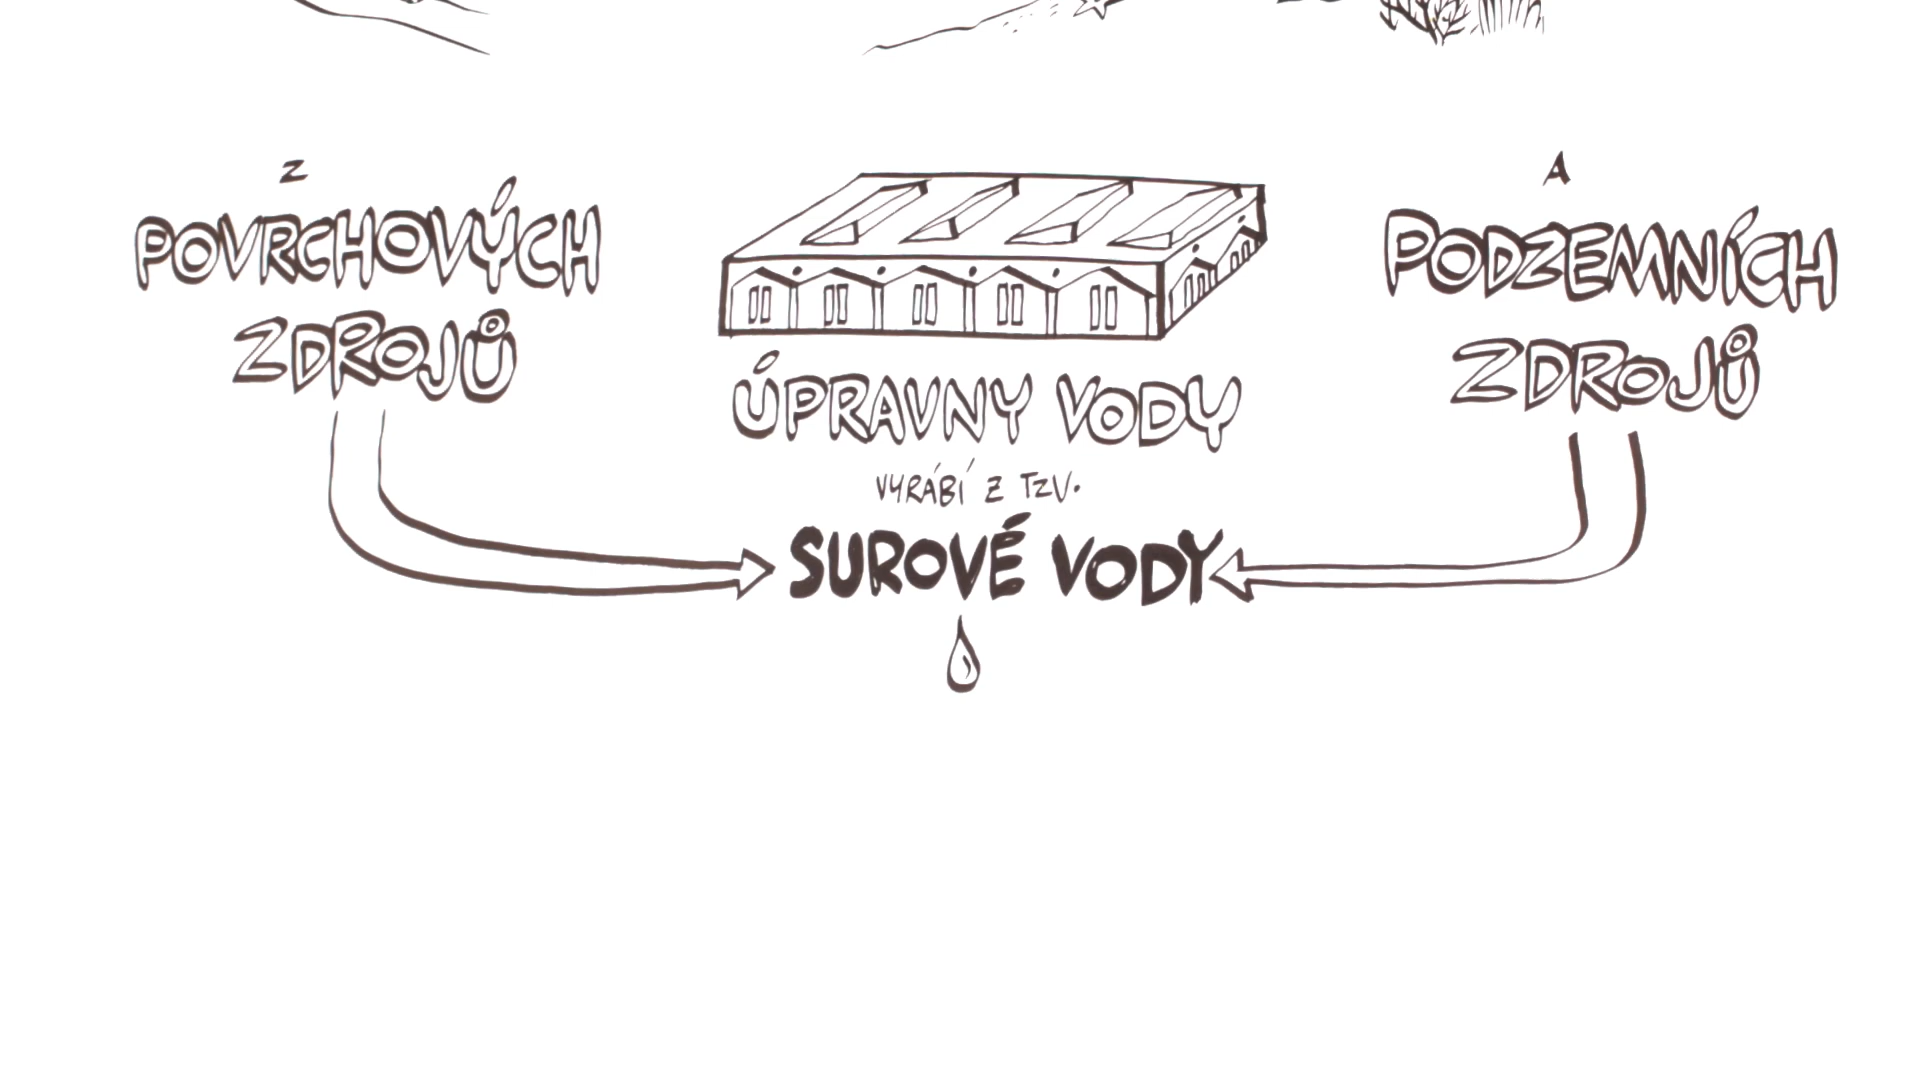 Z
POVRCHOVÝCH
ZDROJŮ
ÚPRAVNY VODY
VYRÁBÍ Z TZV.
SUROVÉ VODY
A
PODZEMNÍCH
ZDROJŮ